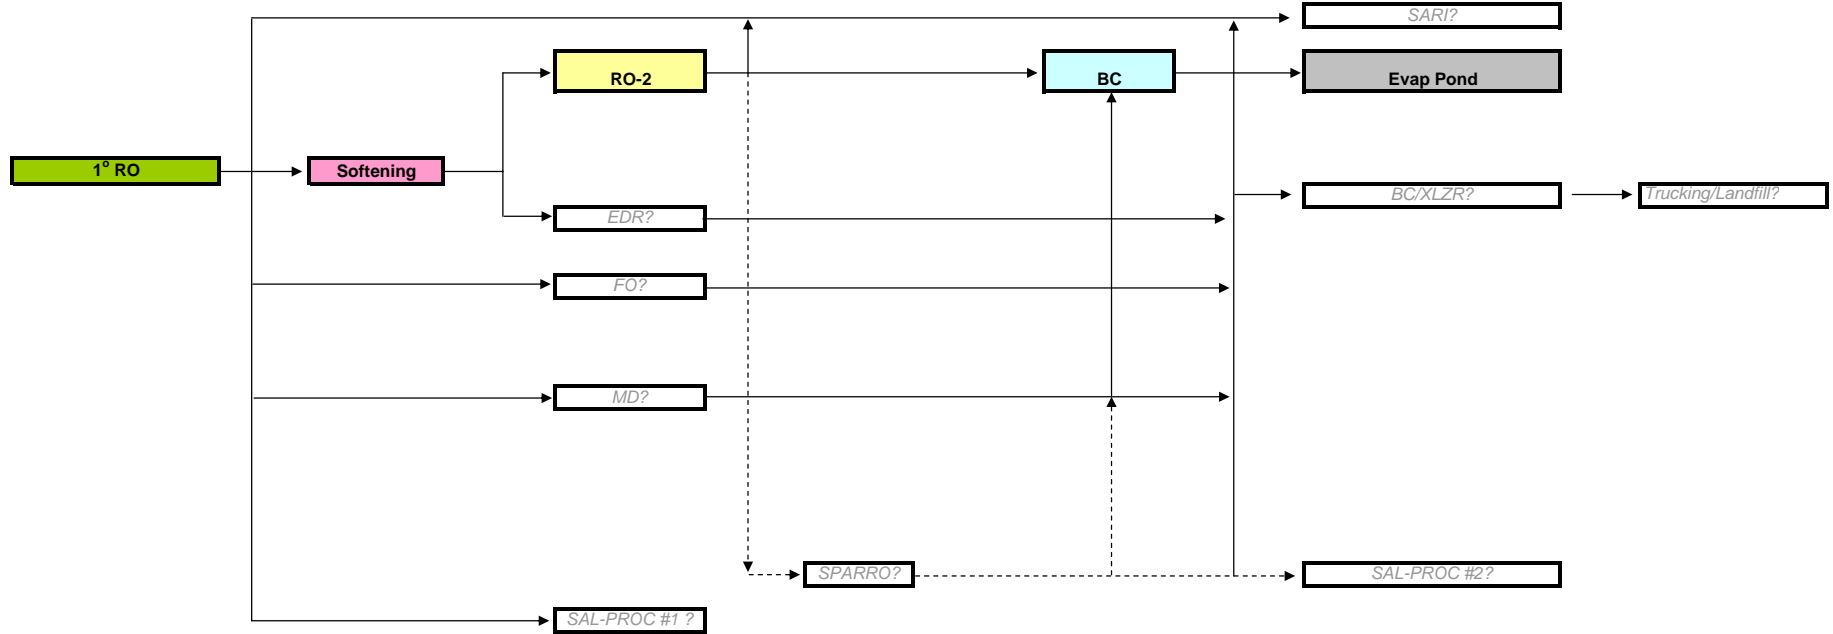 SARI?
RO-2
BC
Evap Pond
1° RO
Softening
BC/XLZR?
Trucking/Landfill?
EDR?
FO?
MD?
SPARRO?
SAL-PROC #2?
SAL-PROC #1 ?